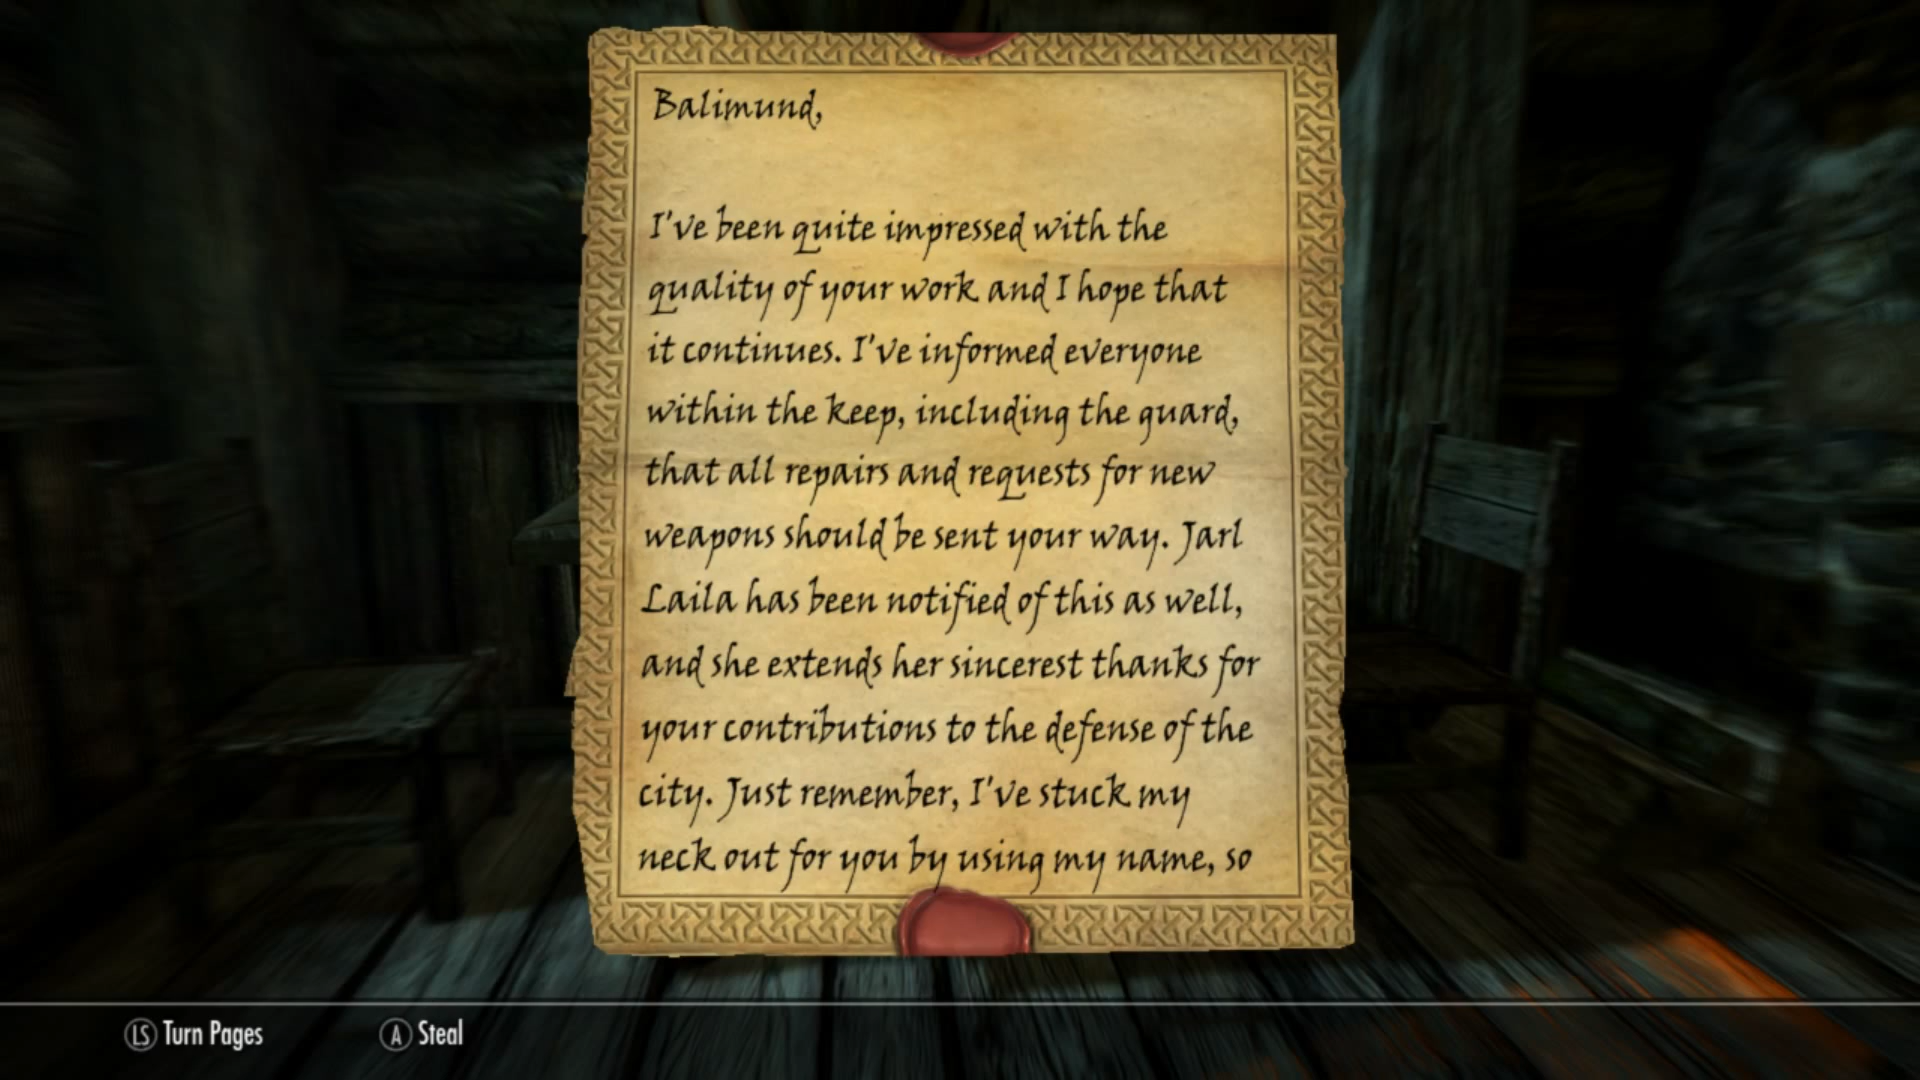 Balimund,
I've been quite impressed with the
quality of your work and I hope that
it continues. I've informed everyone
within the keep, including the guard,
that all repairs and requests for new
weapons should be sent your way. Jarl
Laila has been notified of this as well,
and she extends her sincerest thanks for
your contributions to the defense of the
city. Just remember, I've stuck my
neck out for you by using my name, so
LS Turn Pages
A Steal